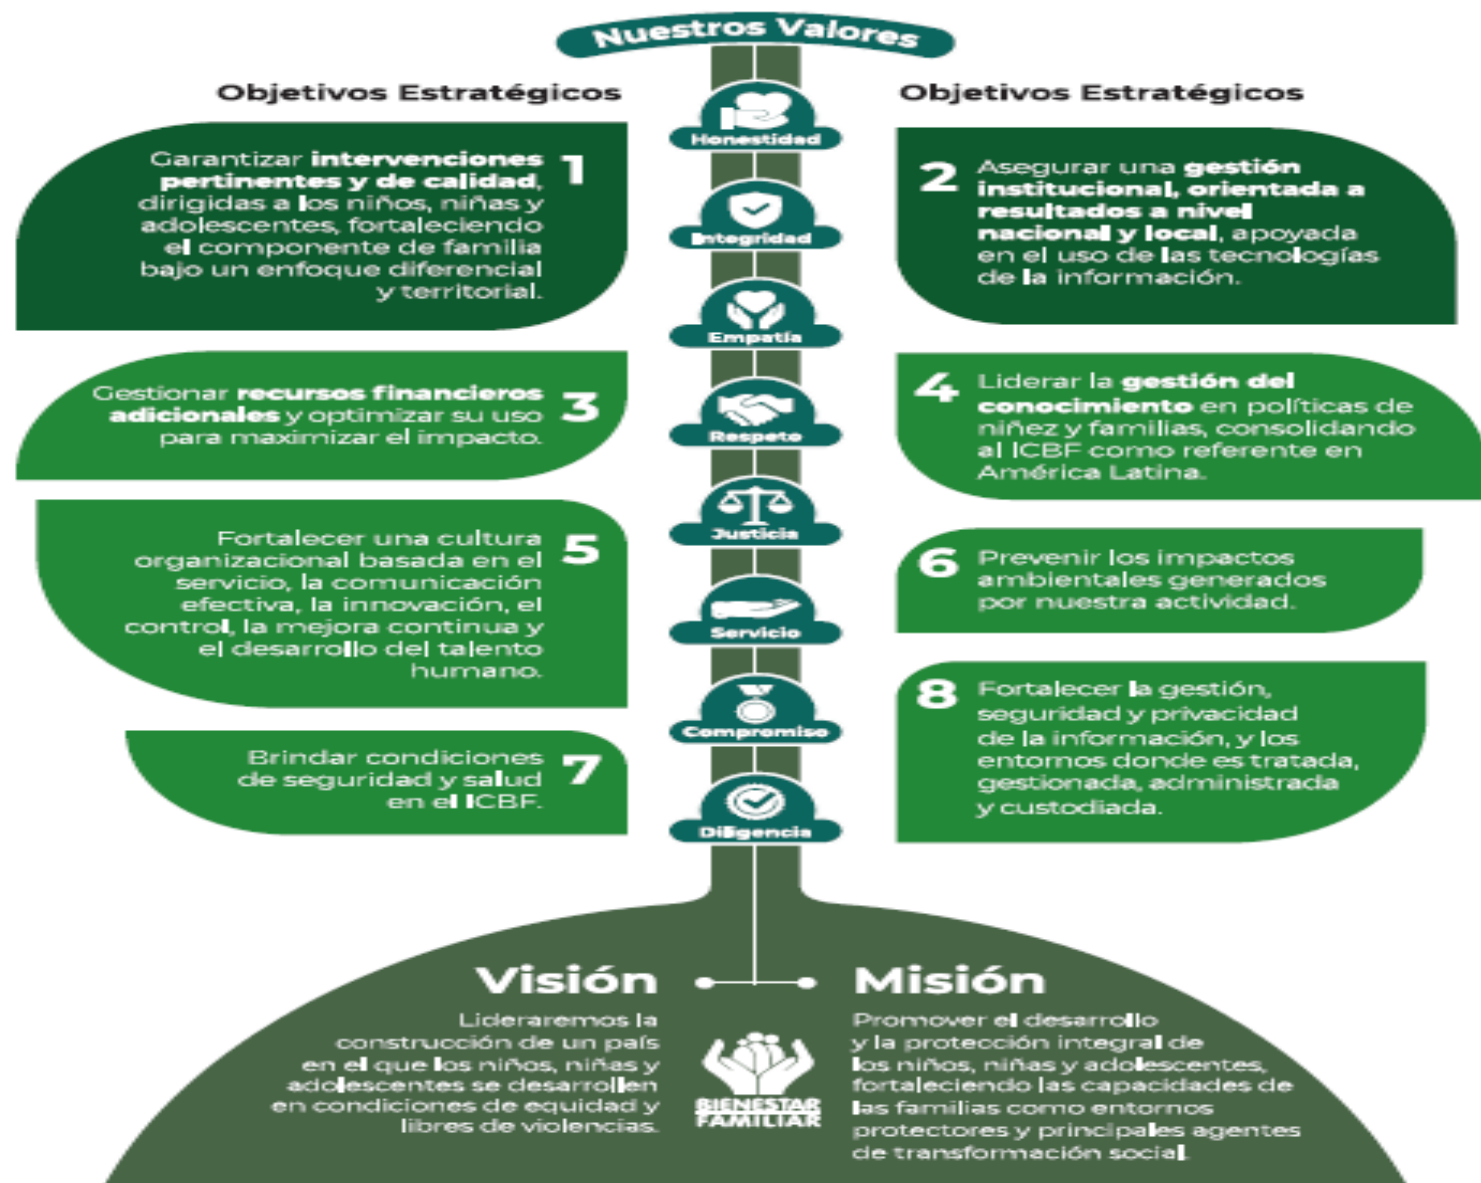 Nuestros Valores
Objetivos Estratégicos
Objetivos Estratégicos
Honestidad
Integridad
Empatía
Respeto
Justicia
Servicio
Compromiso
Diligencia
1
Garantizar intervenciones
pertinentes y de calidad,
dirigidas a los niños, niñas y
adolescentes, fortaleciendo
el componente de familia
bajo un enfoque diferencial
y territorial.
2
Asegurar una gestión
institucional, orientada a
resultados a nivel
nacional y local, apoyada
en el uso de las tecnologías
de la información.
3
Gestionar recursos financieros
adicionales y optimizar su uso
para maximizar el impacto.
4
Liderar la gestión del
conocimiento en políticas de
niñez y familias, consolidando
al ICBF como referente en
América Latina.
5
Fortalecer una cultura
organizacional basada en el
servicio, la comunicación
efectiva, la innovación, el
control, la mejora continua y
el desarrollo del talento
humano.
6
Prevenir los impactos
ambientales generados
por nuestra actividad.
7
Brindar condiciones
de seguridad y salud
en el ICBF.
8
Fortalecer la gestión,
seguridad y privacidad
de la información, y los
entornos donde es tratada,
gestionada, administrada
y custodiada.
Visión
Lideraremos la
construcción de un país
en el que los niños, niñas y
adolescentes se desarrollen
en condiciones de equidad y
libres de violencias.
BIENESTAR
FAMILIAR
Misión
Promover el desarrollo
y la protección integral de
los niños, niñas y adolescentes,
fortaleciendo las capacidades de
las familias como entornos
protectores y principales agentes
de transformación social.